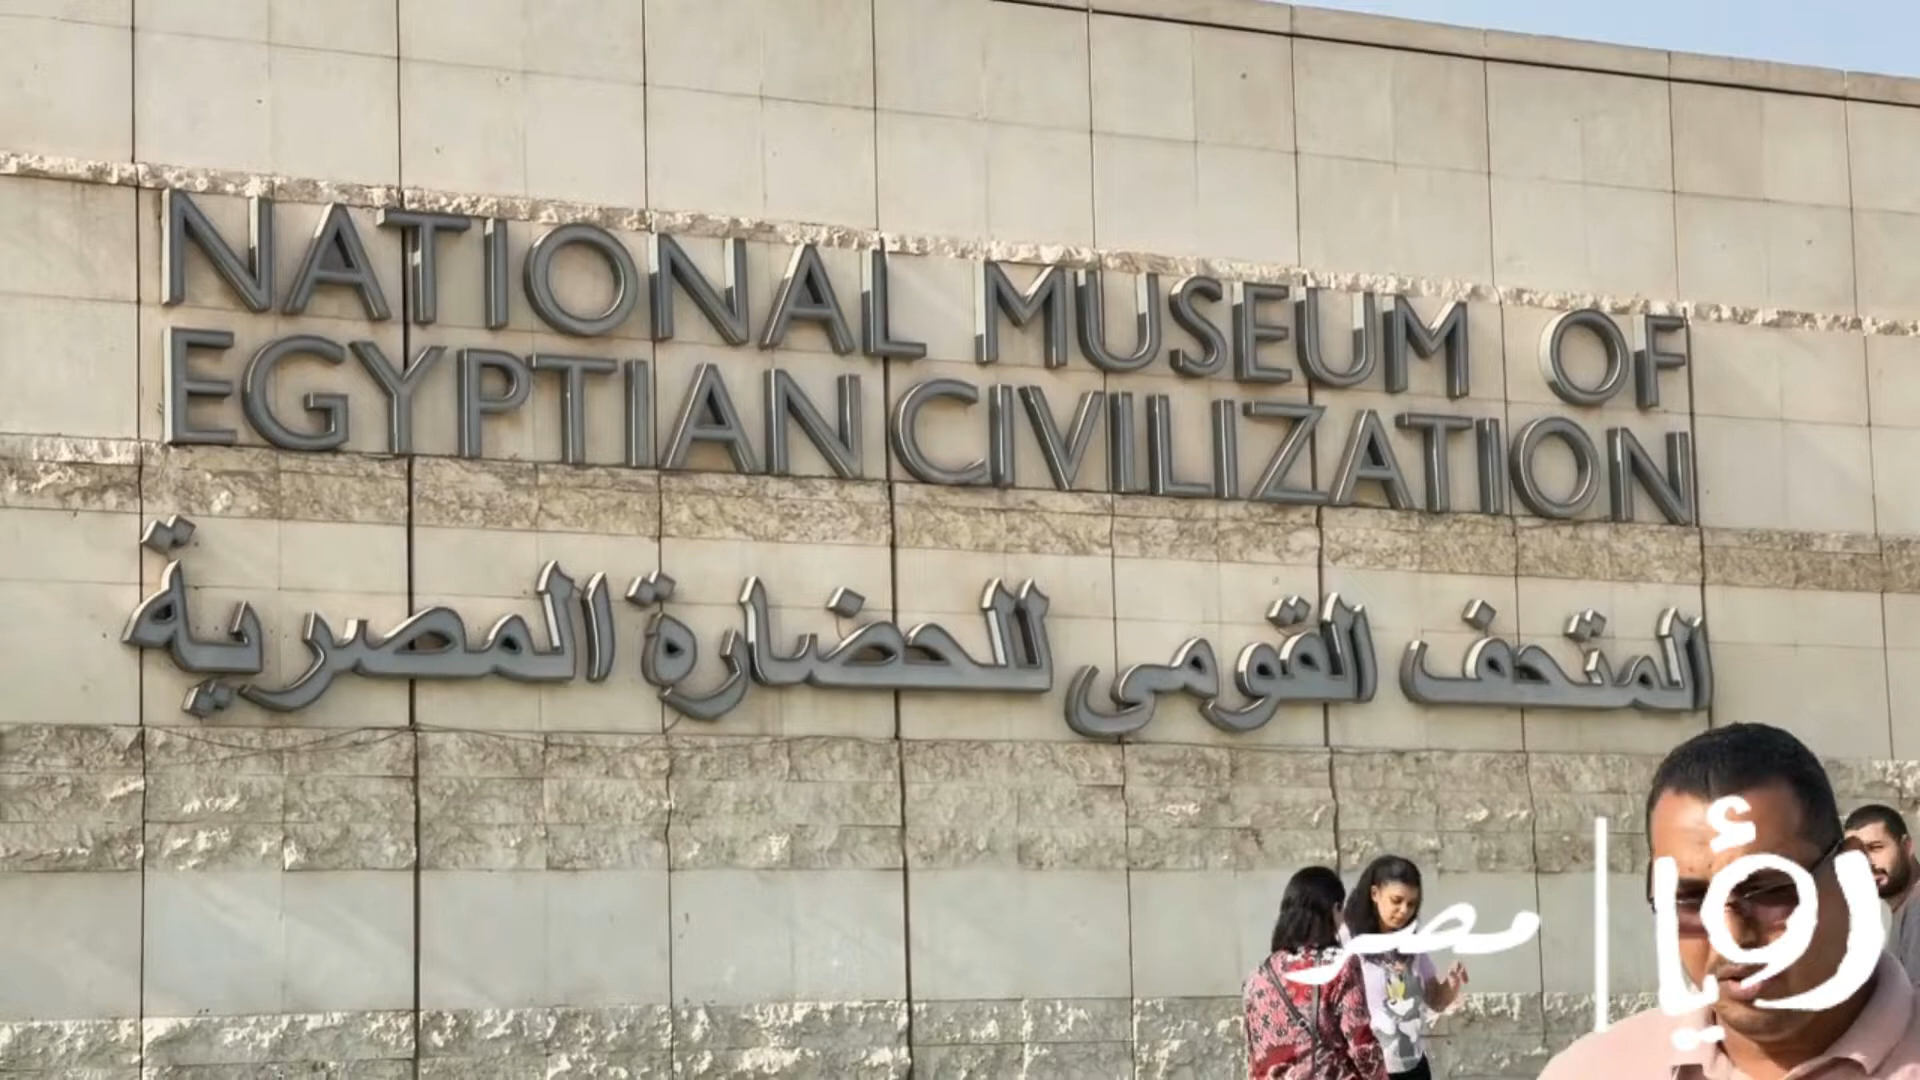 NATIONAL MUSEUM OF
EGYPTIAN CIVILIZATION
المتحف القومى للحضارة المصرية
رؤيا | مصر